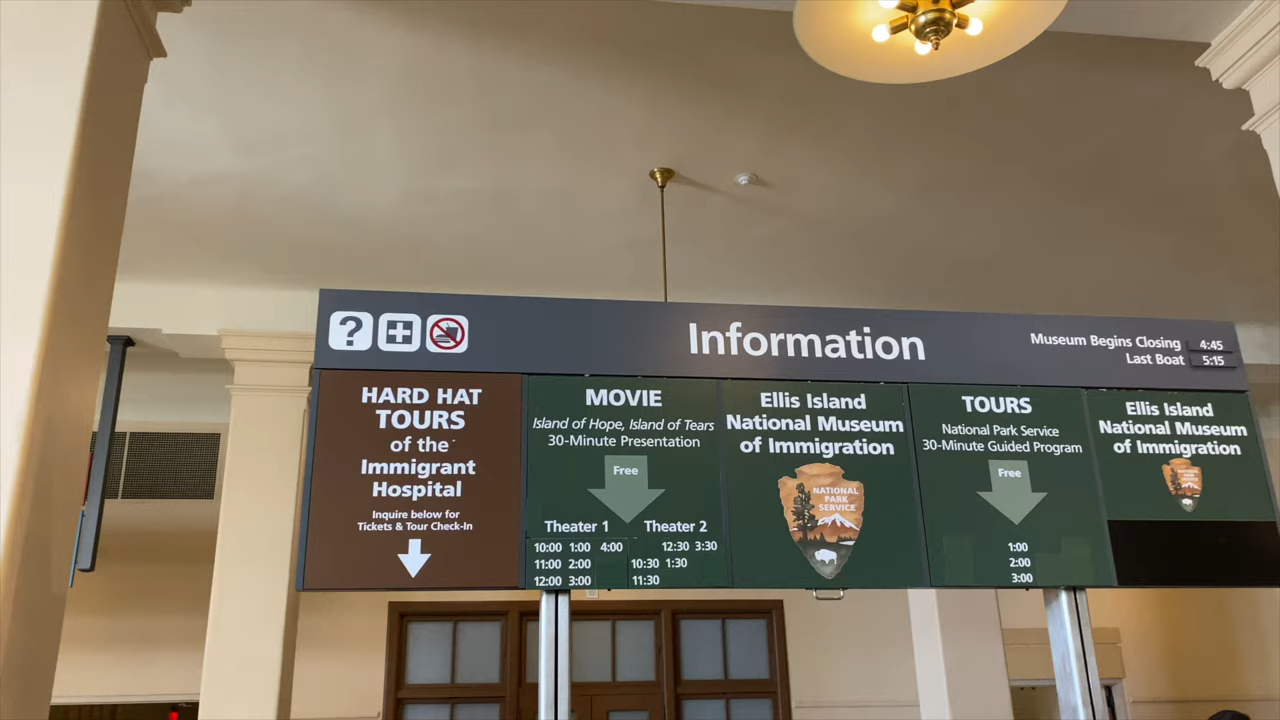 Information
Museum Begins Closing 4:45
Last Boat 5:15
HARD HAT
TOURS
of the
Immigrant
Hospital
Inquire below for
Tickets & Tour Check-In
MOVIE
Island of Hope, Island of Tears
30-Minute Presentation
Free
Theater 1
10:00 1:00 4:00
11:00 2:00
12:00 3:00
Theater 2
12:30 3:30
10:30 1:30
11:30
Ellis Island
National Museum
of Immigration
NATIONAL
PARK
SERVICE
TOURS
National Park Service
30-Minute Guided Program
Free
1:00
2:00
3:00
Ellis Island
National Museum
of Immigration
NATIONAL
PARK
SERVICE